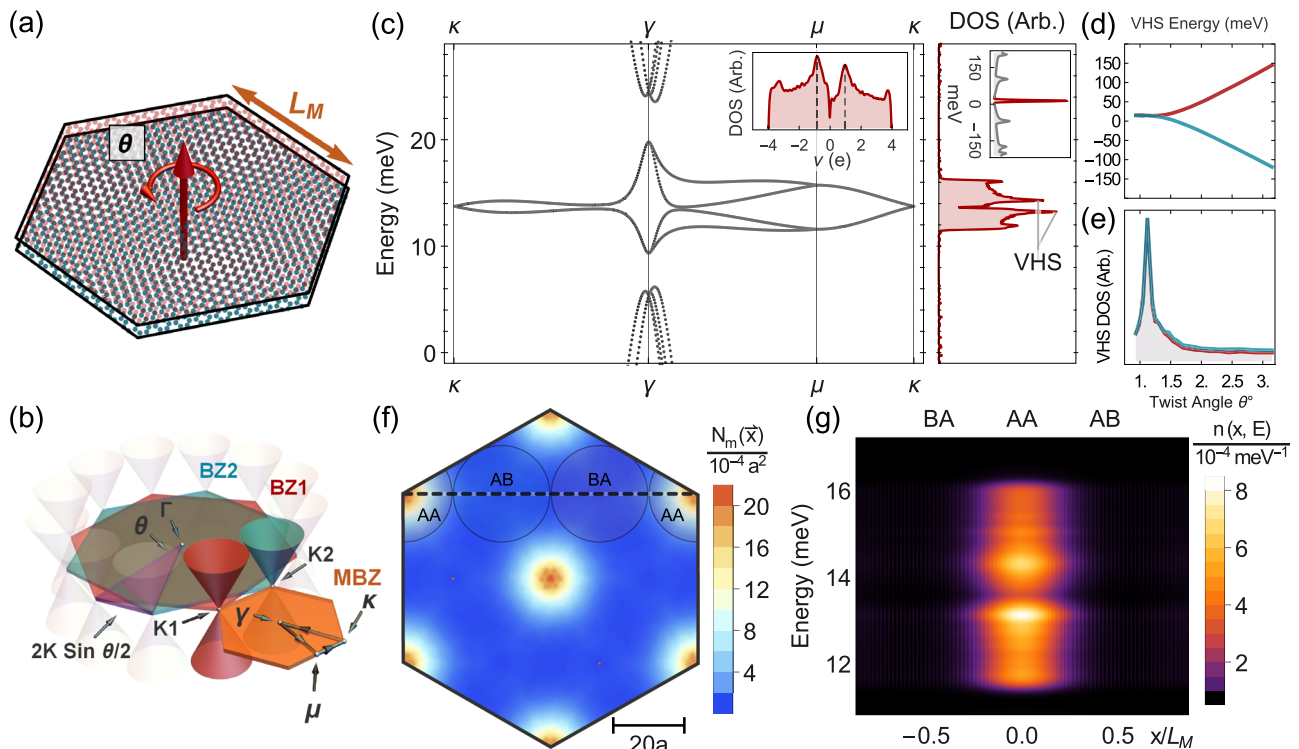 (a)
L_M
θ
(b)
BZ2
BZ1
Γ
θ
K2
MBZ
κ
K1
γ
2K Sin θ/2
μ
(c)
κ
γ
μ
κ
Energy (meV)
20
10
0
κ
γ
μ
κ
DOS (Arb.)
−4
−2
0
2
4
ν (e)
DOS (Arb.)
150
0
−150
meV
VHS
(d)
VHS Energy (meV)
150
100
50
0
−50
−100
−150
(e)
VHS DOS (Arb.)
1.
1.5
2.
2.5
3.
Twist Angle θ°
(f)
AB
BA
AA
AA
20a
N_m(x⃗)
10⁻⁴ a²
20
16
12
8
4
(g)
BA
AA
AB
Energy (meV)
16
14
12
−0.5
0.0
0.5
x/L_M
n(x, E)
10⁻⁴ meV⁻¹
8
6
4
2